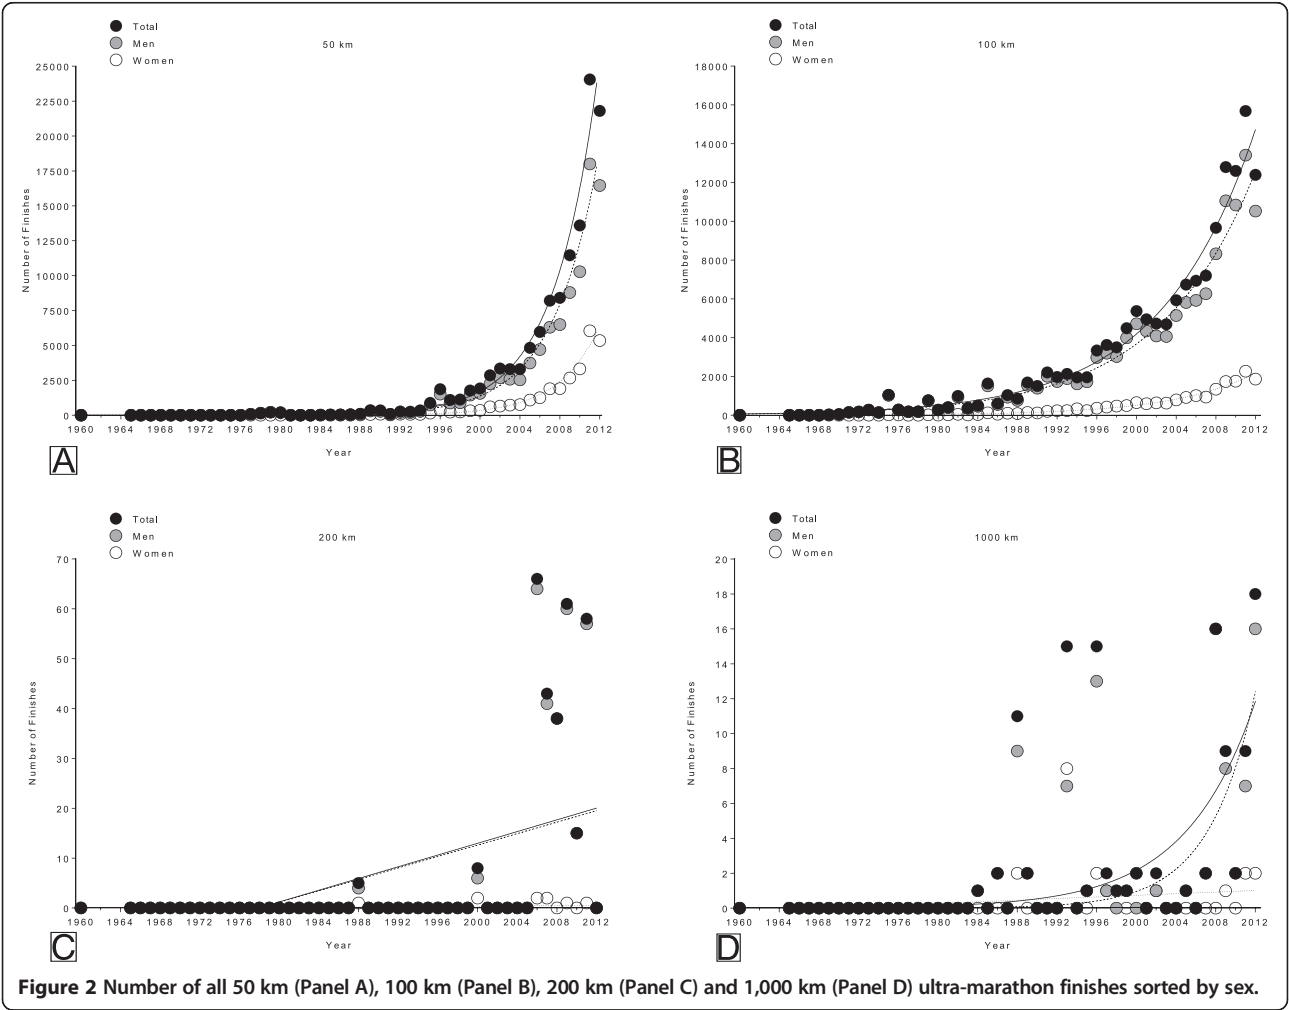 Total
Men
Women
50 km
25000
22500
20000
17500
15000
12500
10000
7500
5000
2500
0
Number of Finishes
1960 1964 1968 1972 1976 1980 1984 1988 1992 1996 2000 2004 2008 2012
Year
A
Total
Men
Women
100 km
18000
16000
14000
12000
10000
8000
6000
4000
2000
0
Number of Finishes
1960 1964 1968 1972 1976 1980 1984 1988 1992 1996 2000 2004 2008 2012
Year
B
Total
Men
Women
200 km
70
60
50
40
30
20
10
0
Number of Finishes
1960 1964 1968 1972 1976 1980 1984 1988 1992 1996 2000 2004 2008 2012
Year
C
Total
Men
Women
1000 km
20
18
16
14
12
10
8
6
4
2
0
Number of Finishes
1960 1964 1968 1972 1976 1980 1984 1988 1992 1996 2000 2004 2008 2012
Year
D
Figure 2 Number of all 50 km (Panel A), 100 km (Panel B), 200 km (Panel C) and 1,000 km (Panel D) ultra-marathon finishes sorted by sex.